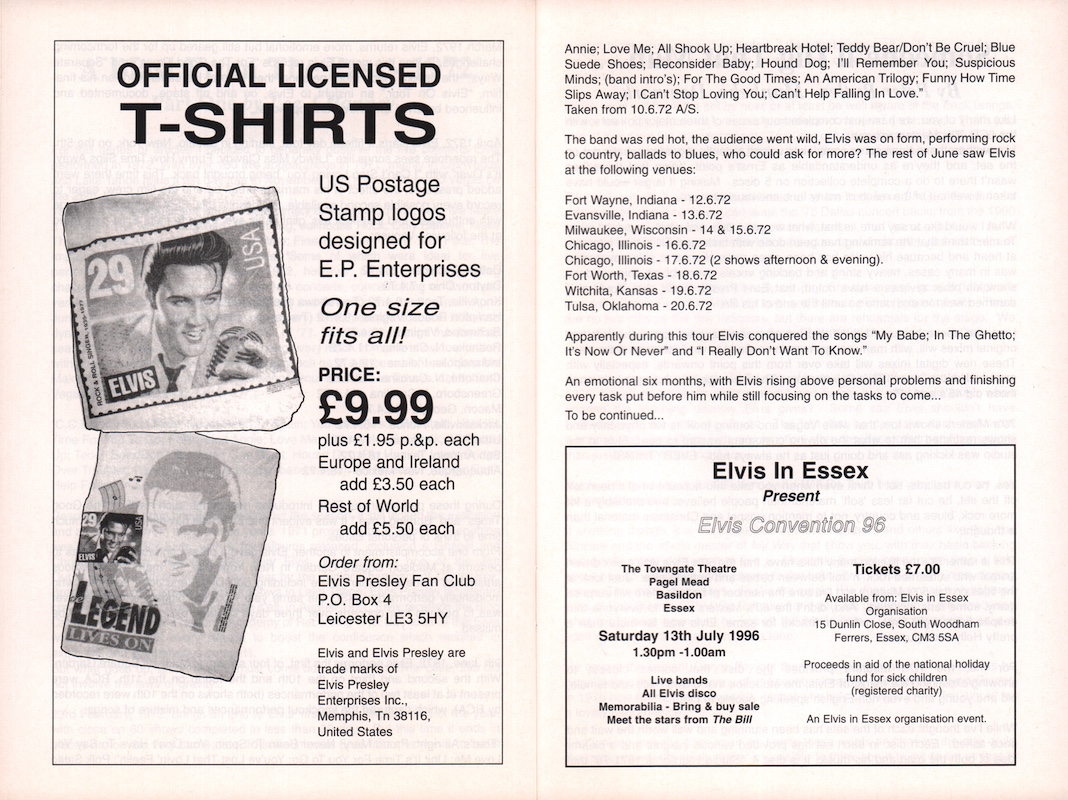 OFFICIAL LICENSED
T-SHIRTS
US Postage
Stamp logos
designed for
E.P. Enterprises
One size
fits all!
PRICE:
£9.99
plus £1.95 p.&p. each
Europe and Ireland
add £3.50 each
Rest of World
add £5.50 each
Order from:
Elvis Presley Fan Club
P.O. Box 4
Leicester LE3 5HY
Elvis and Elvis Presley are
trade marks of
Elvis Presley
Enterprises Inc.,
Memphis, Tn 38116,
United States
29
USA
ROCK & ROLL SINGER, 1935-1977
ELVIS
29
USA
ELVIS
LEGEND
LIVES ON
Annie; Love Me; All Shook Up; Heartbreak Hotel; Teddy Bear/Don't Be Cruel; Blue
Suede Shoes; Reconsider Baby; Hound Dog; I'll Remember You; Suspicious
Minds; (band intro's); For The Good Times; An American Trilogy; Funny How Time
Slips Away; I Can't Stop Loving You; Can't Help Falling In Love."
Taken from 10.6.72 A/S.
The band was red hot, the audience went wild, Elvis was on form, performing rock
to country, ballads to blues, who could ask for more? The rest of June saw Elvis
at the following venues:
Fort Wayne, Indiana - 12.6.72
Evansville, Indiana - 13.6.72
Milwaukee, Wisconsin - 14 & 15.6.72
Chicago, Illinois - 16.6.72
Chicago, Illinois - 17.6.72 (2 shows afternoon & evening).
Fort Worth, Texas - 18.6.72
Witchita, Kansas - 19.6.72
Tulsa, Oklahoma - 20.6.72
Apparently during this tour Elvis conquered the songs "My Babe; In The Ghetto;
It's Now Or Never" and "I Really Don't Want To Know."
An emotional six months, with Elvis rising above personal problems and finishing
every task put before him while still focusing on the tasks to come...
To be continued...
Elvis In Essex
Present
Elvis Convention 96
The Towngate Theatre
Pagel Mead
Basildon
Essex
Saturday 13th July 1996
1.30pm -1.00am
Live bands
All Elvis disco
Memorabilia - Bring & buy sale
Meet the stars from The Bill
Tickets £7.00
Available from: Elvis in Essex
Organisation
15 Dunlin Close, South Woodham
Ferrers, Essex, CM3 5SA
Proceeds in aid of the national holiday
fund for sick children
(registered charity)
An Elvis in Essex organisation event.